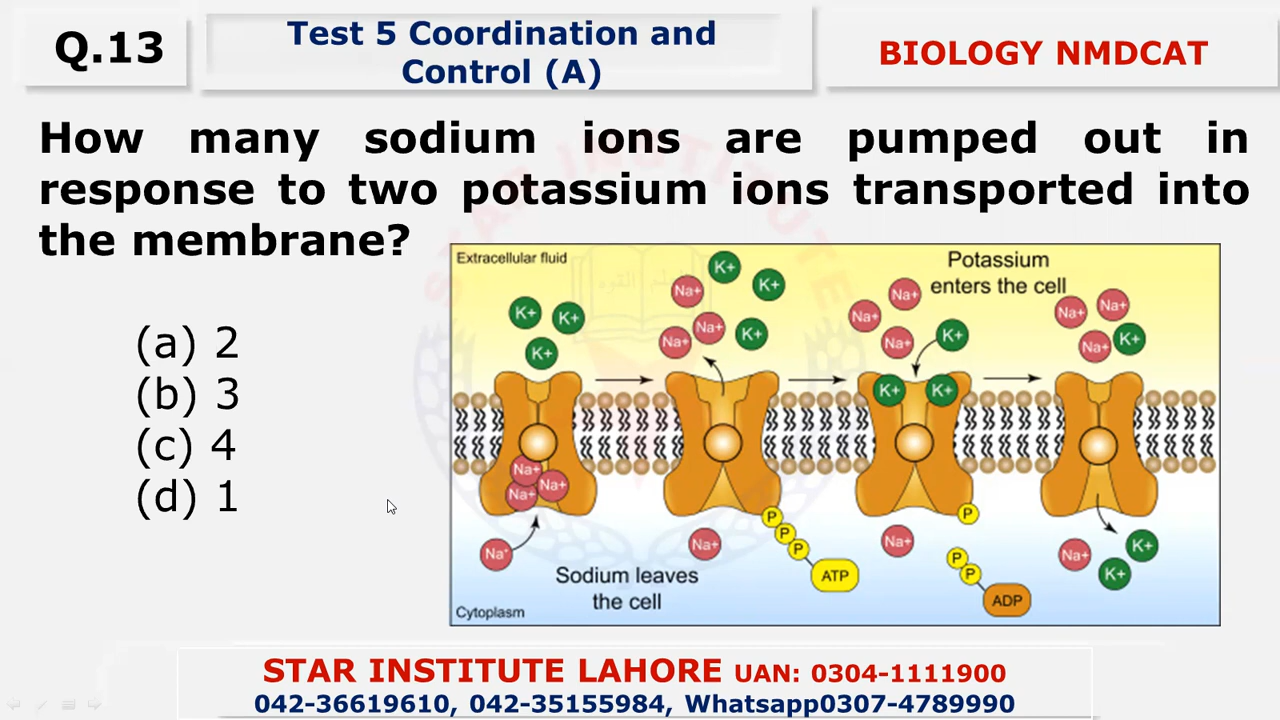 Q.13
Test 5 Coordination and
Control (A)
BIOLOGY NMDCAT
How many sodium ions are pumped out in
response to two potassium ions transported into
the membrane?
(a) 2
(b) 3
(c) 4
(d) 1
Extracellular fluid
Potassium
enters the cell
K+ K+ K+
Na+ Na+ Na+ K+ K+ K+
Na+ Na+ Na+ K+ K+ K+
Na+ Na+ Na+ K+
Na+ Na+ Na+
Na+
Na+
Na+
Na+
K+
K+
P
P
P
ATP
P
P
P
ADP
Sodium leaves
the cell
Cytoplasm
STAR INSTITUTE LAHORE UAN: 0304-1111900
042-36619610, 042-35155984, Whatsapp0307-4789990